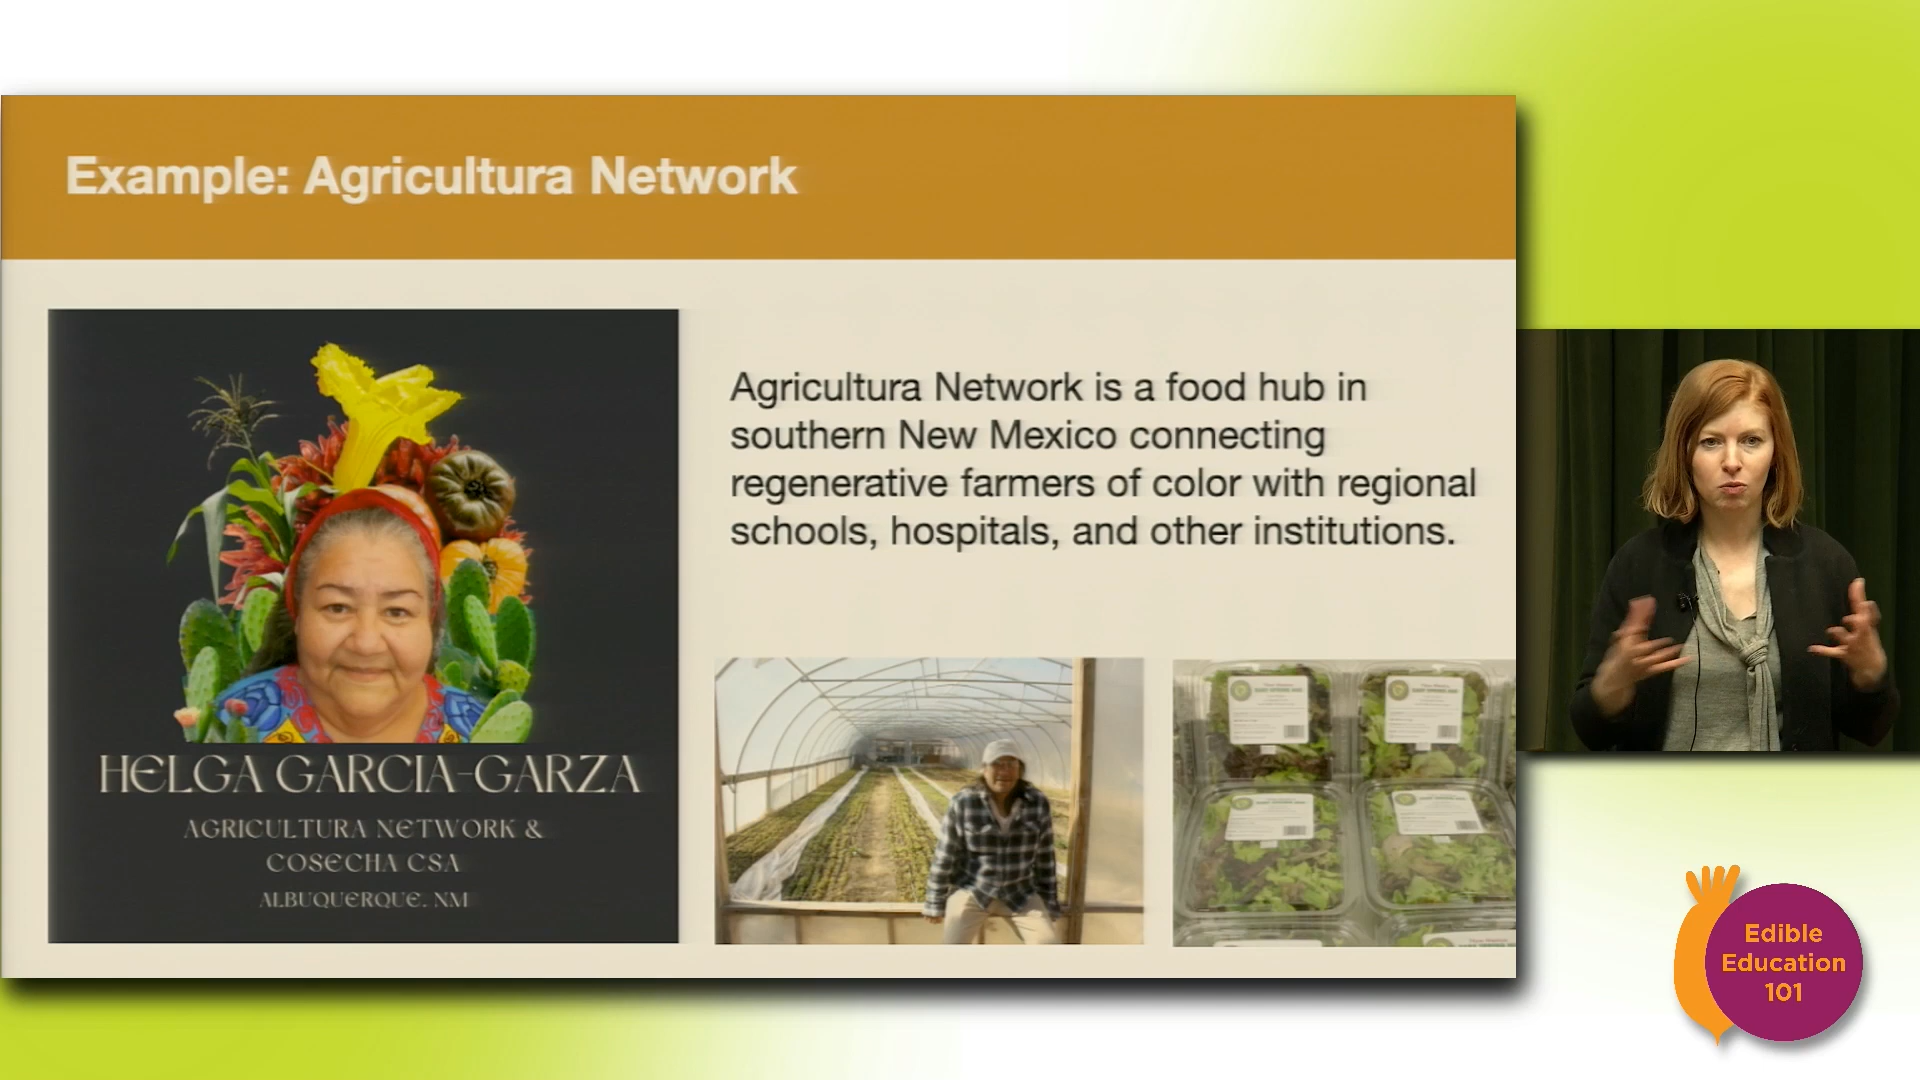 Example: Agricultura Network
Agricultura Network is a food hub in
southern New Mexico connecting
regenerative farmers of color with regional
schools, hospitals, and other institutions.
HELGA GARCIA-GARZA
AGRICULTURA NETWORK &
COSECHA CSA
ALBUQUERQUE. NM
Edible
Education
101